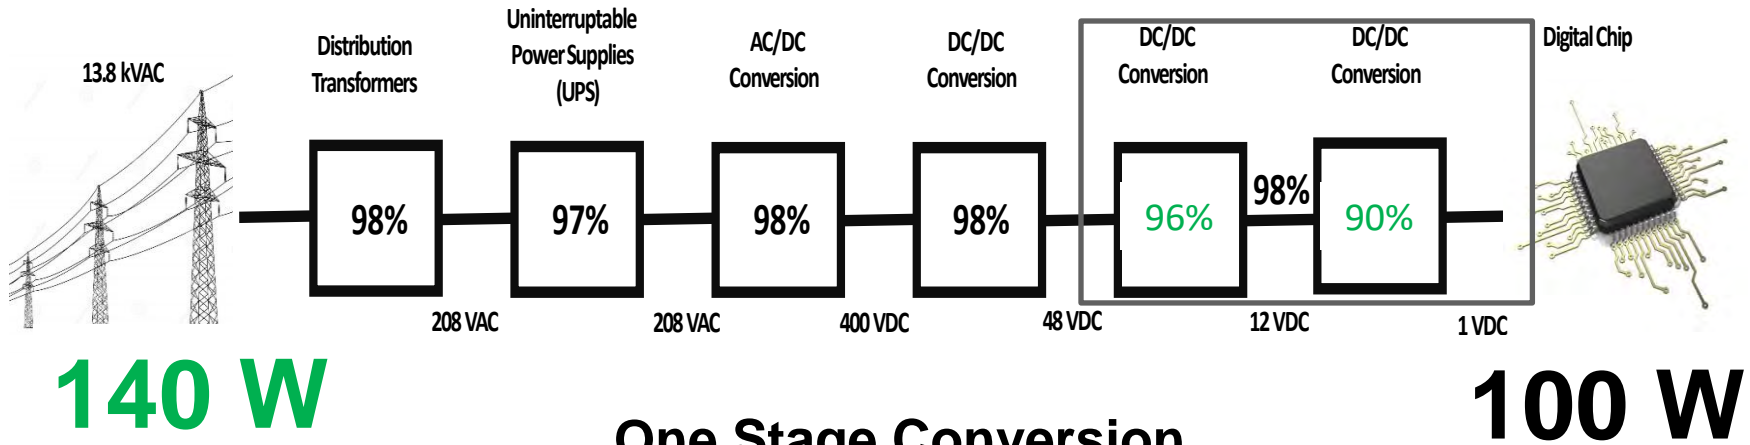 13.8 kVAC
Distribution
Transformers
Uninterruptable
Power Supplies
(UPS)
AC/DC
Conversion
DC/DC
Conversion
DC/DC
Conversion
DC/DC
Conversion
Digital Chip
98%
97%
98%
98%
96%
98%
90%
208 VAC
208 VAC
400 VDC
48 VDC
12 VDC
1 VDC
140 W
100 W
One Stage Conversion